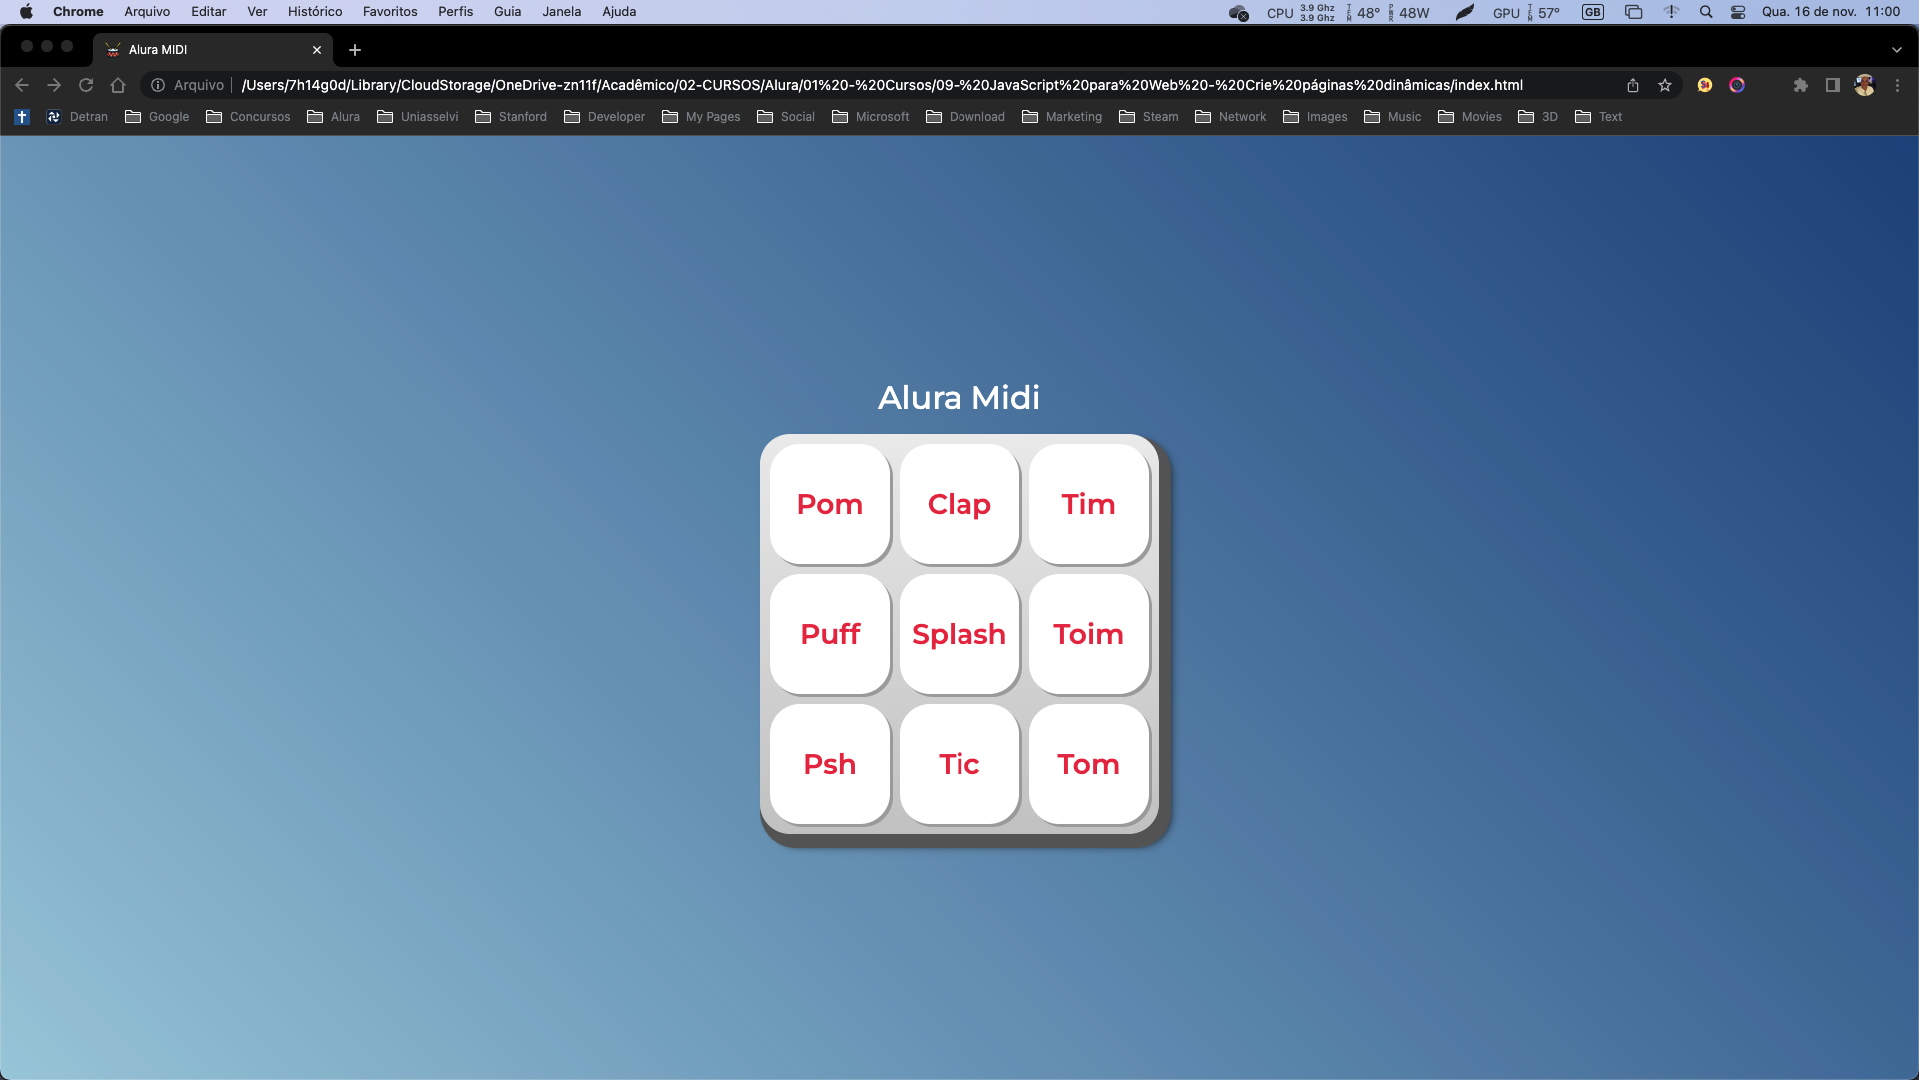 Chrome Arquivo Editar Ver Histórico Favoritos Perfis Guia Janela Ajuda CPU 3.9 Ghz 3.9 Ghz TEM 48° PWR 48W GPU TEM 57° GB Qua. 16 de nov. 11:00
Alura MIDI
Arquivo /Users/7h14g0d/Library/CloudStorage/OneDrive-zn11f/Acadêmico/02-CURSOS/Alura/01%20-%20Cursos/09-%20JavaScript%20para%20Web%20-%20Crie%20páginas%20dinâmicas/index.html
Detran Google Concursos Alura Uniasselvi Stanford Developer My Pages Social Microsoft Download Marketing Steam Network Images Music Movies 3D Text
Alura Midi
Pom Clap Tim
Puff Splash Toim
Psh Tic Tom